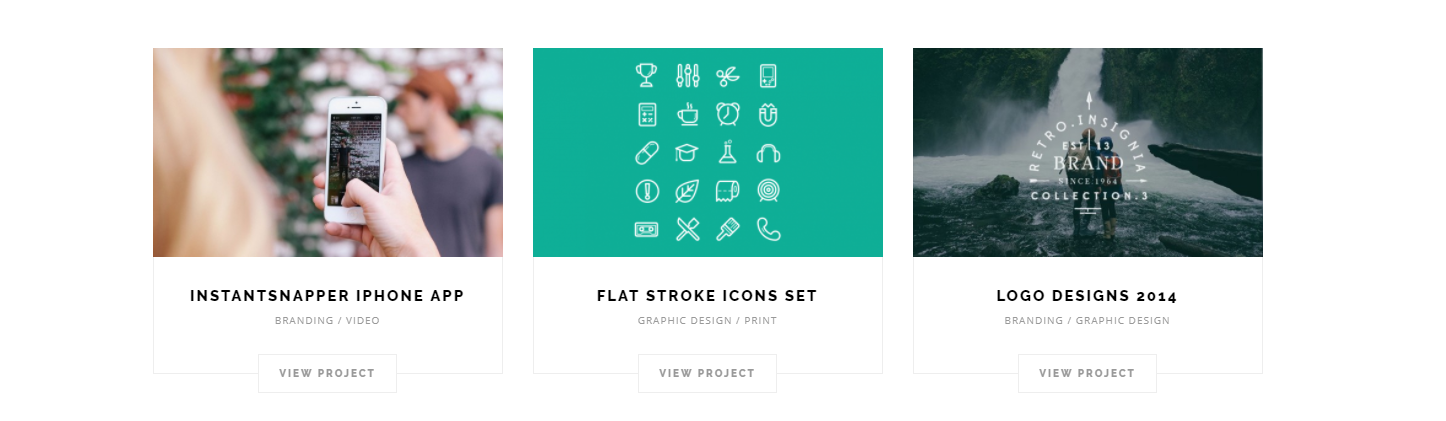 RETRO.INSIGNIA
EST 13
BRAND
SINCE 1964
COLLECTION.3
INSTANTSNAPPER IPHONE APP
BRANDING / VIDEO
VIEW PROJECT
FLAT STROKE ICONS SET
GRAPHIC DESIGN / PRINT
VIEW PROJECT
LOGO DESIGNS 2014
BRANDING / GRAPHIC DESIGN
VIEW PROJECT